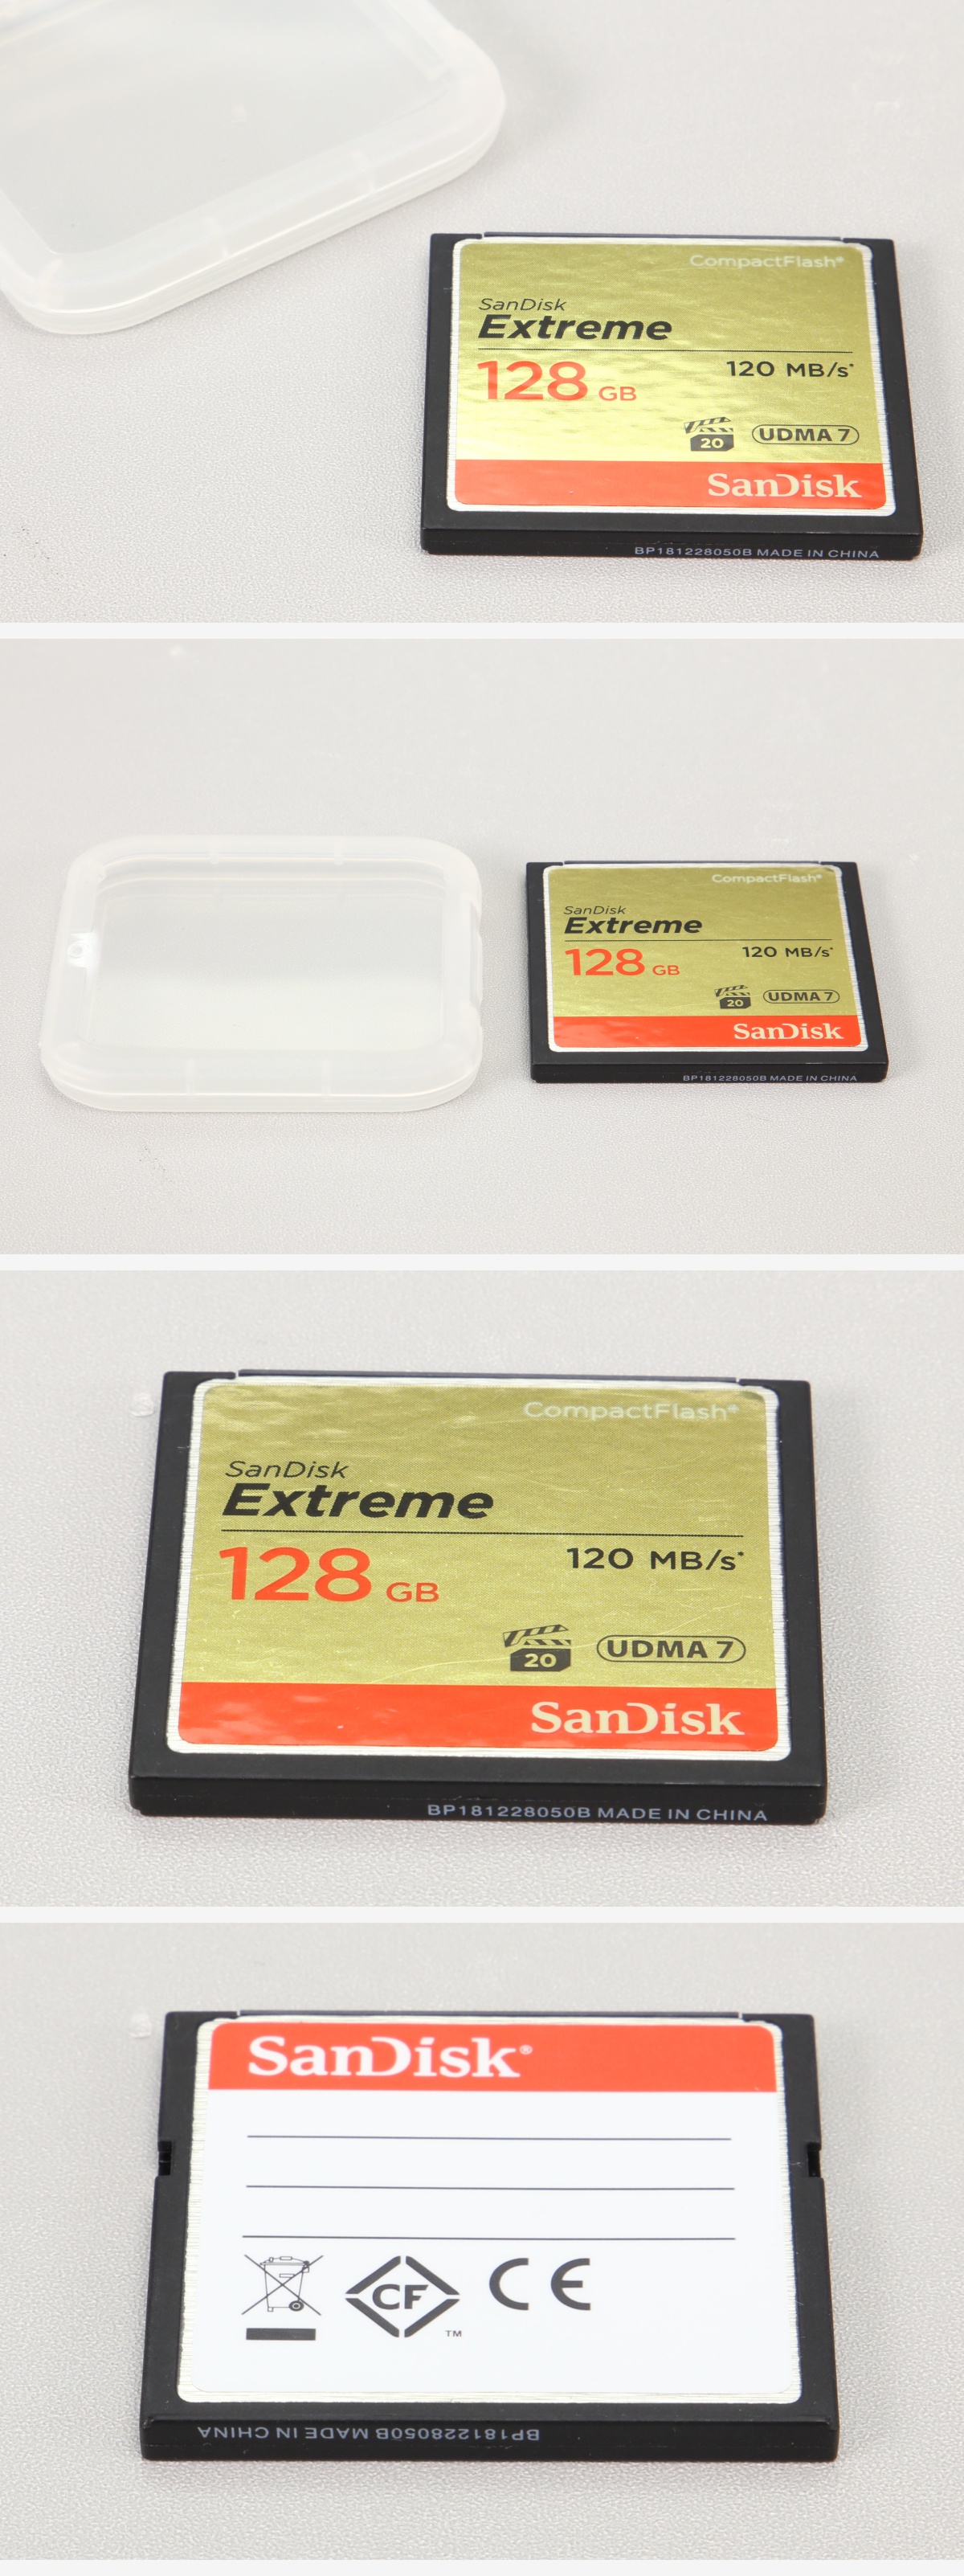 CompactFlash®
SanDisk
Extreme
128 GB
120 MB/s*
20 UDMA 7
SanDisk
BP181228050B MADE IN CHINA
CompactFlash®
SanDisk
Extreme
128 GB
120 MB/s*
20 UDMA 7
SanDisk
BP181228050B MADE IN CHINA
CompactFlash®
SanDisk
Extreme
128 GB
120 MB/s*
20 UDMA 7
SanDisk
BP181228050B MADE IN CHINA
SanDisk®
CF™ CE
BP181228050B MADE IN CHINA